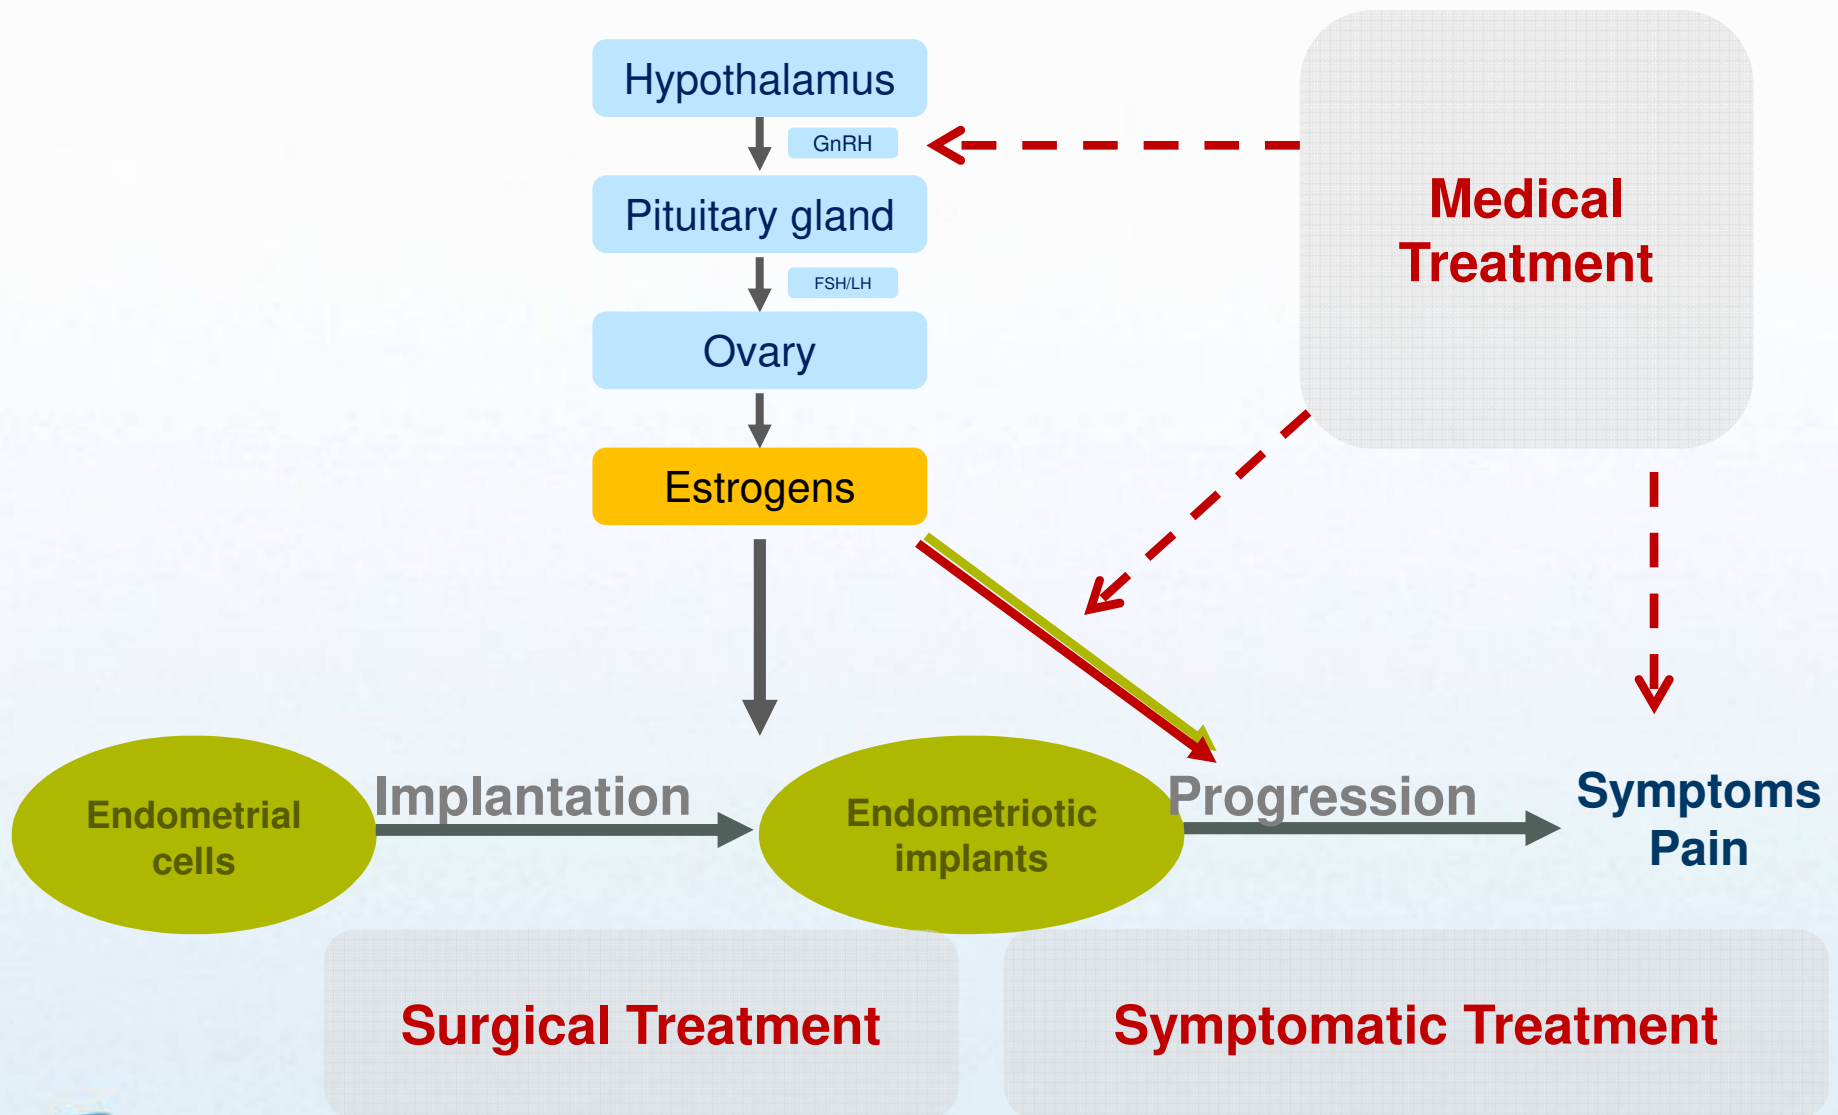 Hypothalamus
GnRH
Pituitary gland
FSH/LH
Ovary
Estrogens
Medical
Treatment
Endometrial
cells
Implantation
Endometriotic
implants
Progression
Symptoms
Pain
Surgical Treatment
Symptomatic Treatment